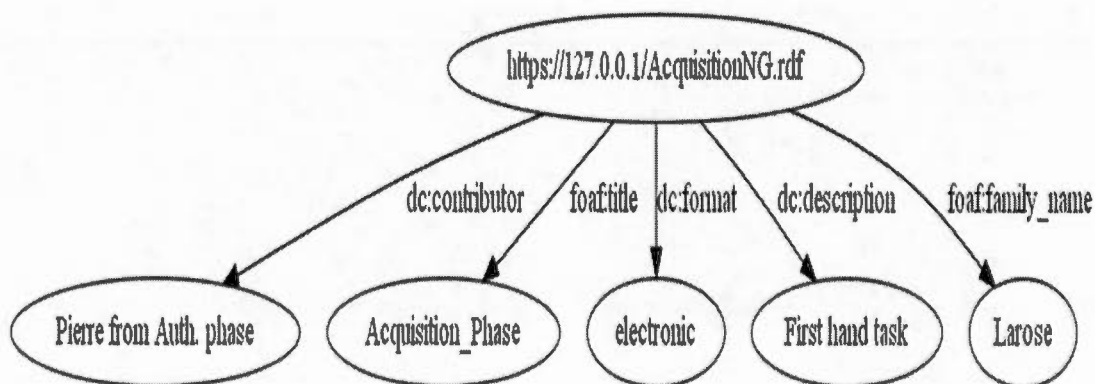 https://127.0.0.1/AcquisitionNG.rdf
dc:contributor foaf:title dc:format dc:description foaf:family_name
Pierre from Auth. phase Acquisition_Phase electronic First hand task Larose